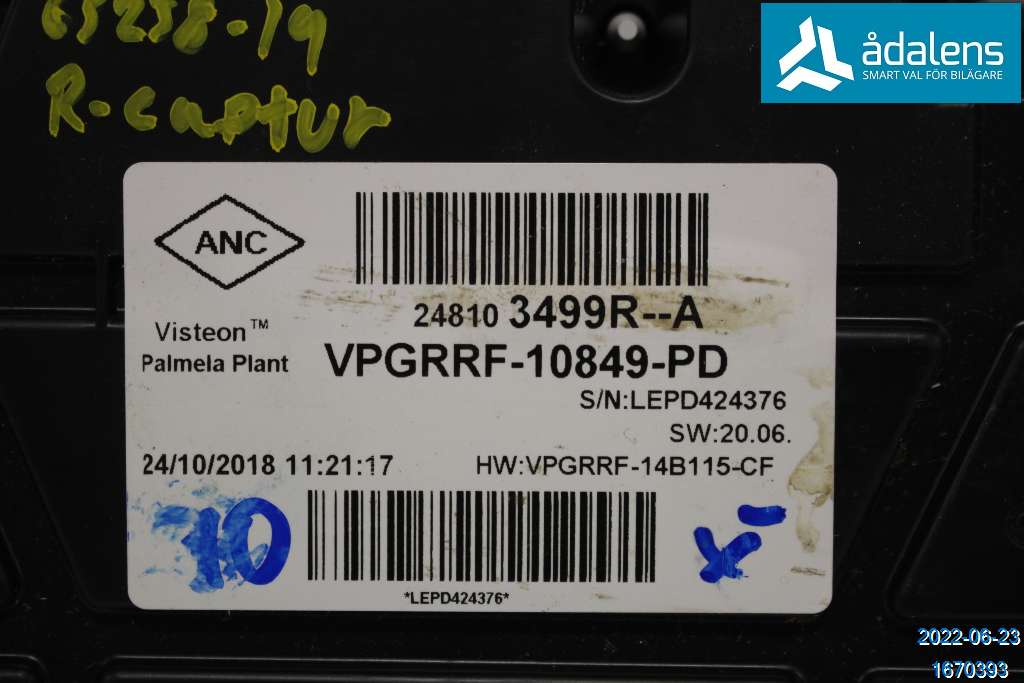 65258-19
R-captur
ådalens
SMART VAL FÖR BILÄGARE
ANC
24810 3499R--A
Visteon™
Palmela Plant
VPGRRF-10849-PD
S/N:LEPD424376
SW:20.06.
24/10/2018 11:21:17
HW:VPGRRF-14B115-CF
70
*LEPD424376*
2022-06-23
1670393